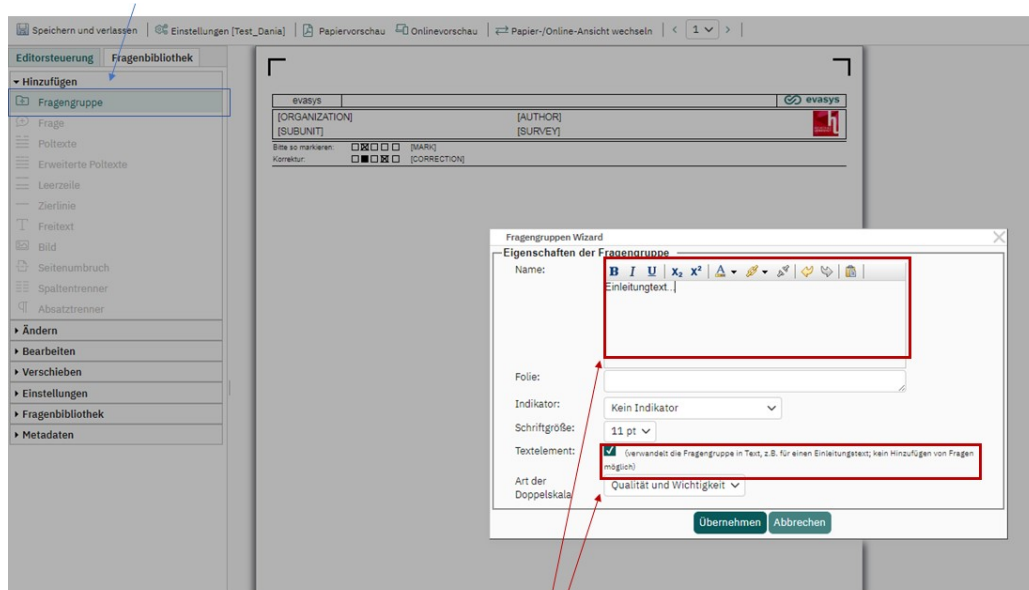 Speichern und verlassen Einstellungen [Test_Dania] Papiervorschau Onlinevorschau Papier-/Online-Ansicht wechseln < 1 >
Editorsteuerung Fragenbibliothek
Hinzufügen
Fragengruppe
Frage
Poltexte
Erweiterte Poltexte
Leerzeile
Zierlinie
Freitext
Bild
Seitenumbruch
Spaltentrenner
Absatztrenner
Ändern
Bearbeiten
Verschieben
Einstellungen
Fragenbibliothek
Metadaten
evasys evasys
[ORGANIZATION] [AUTHOR]
[SUBUNIT] [SURVEY]
Bitte so markieren: [MARK]
Korrektur: [CORRECTION]
Fragengruppen Wizard
Eigenschaften der Fragengruppe
Name: B I U x₂ x² A
Einleitungtext...
Folie:
Indikator: Kein Indikator
Schriftgröße: 11 pt
Textelement: (verwandelt die Fragengruppe in Text, z.B. für einen Einleitungstext; kein Hinzufügen von Fragen
möglich)
Art der Qualität und Wichtigkeit
Doppelskala
Übernehmen Abbrechen